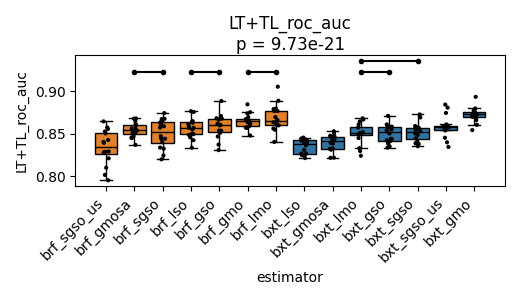 LT+TL_roc_auc
p = 9.73e-21
LT+TL_roc_auc
0.90
0.85
0.80
brf_sgso_us
brf_gmosa
brf_sgso
brf_lso
brf_gso
brf_gmo
brf_lmo
bxt_lso
bxt_gmosa
bxt_lmo
bxt_gso
bxt_sgso
bxt_sgso_us
bxt_gmo
estimator